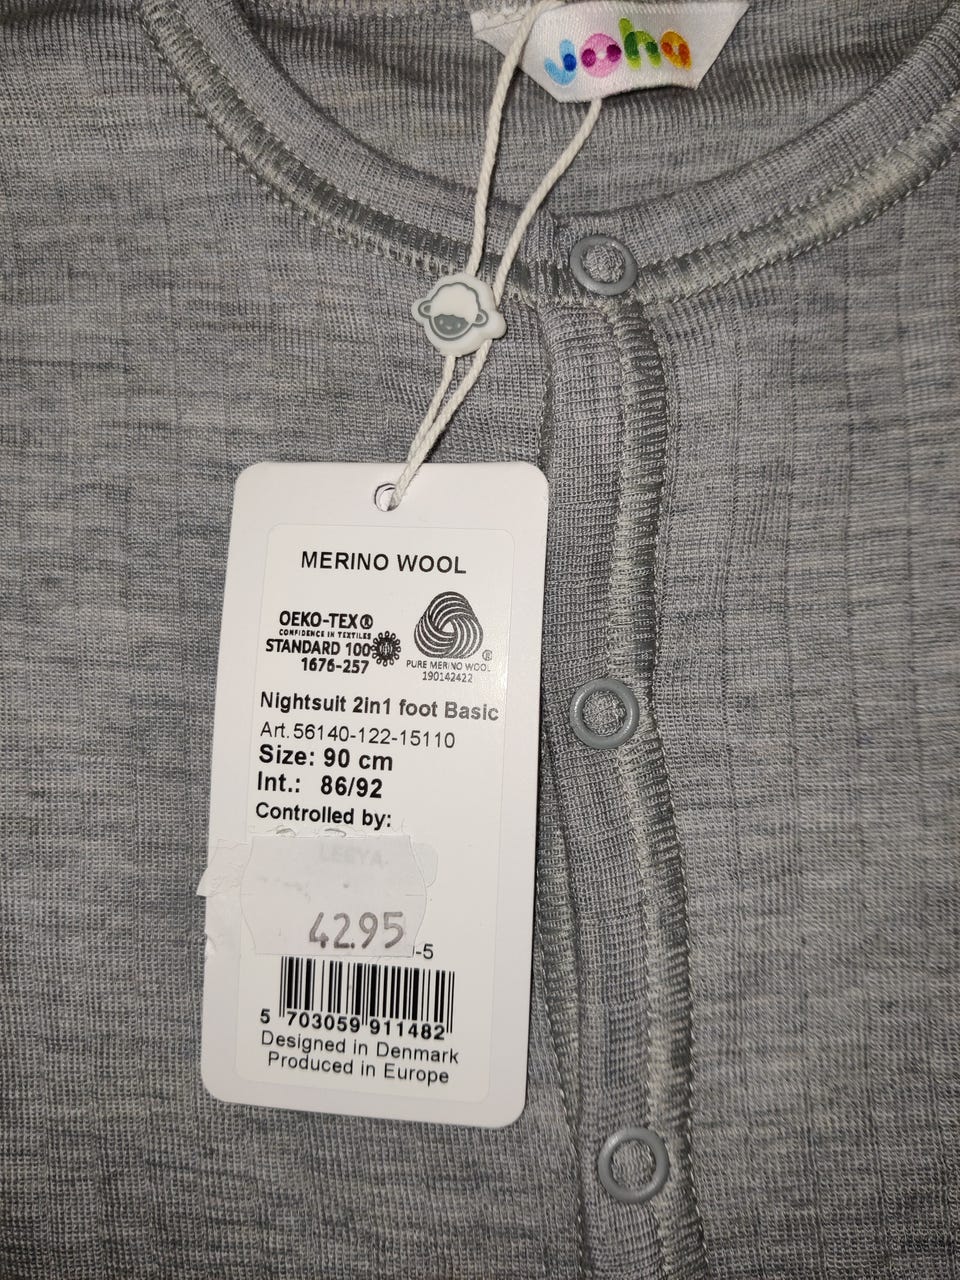 Joha
MERINO WOOL
OEKO-TEX®
CONFIDENCE IN TEXTILES
STANDARD 100
1676-257
®
PURE MERINO WOOL
190142422
Nightsuit 2in1 foot Basic
Art.56140-122-15110
Size: 90 cm
Int.: 86/92
Controlled by:
LEEYA
42.95
-5
5 703059 911482
Designed in Denmark
Produced in Europe